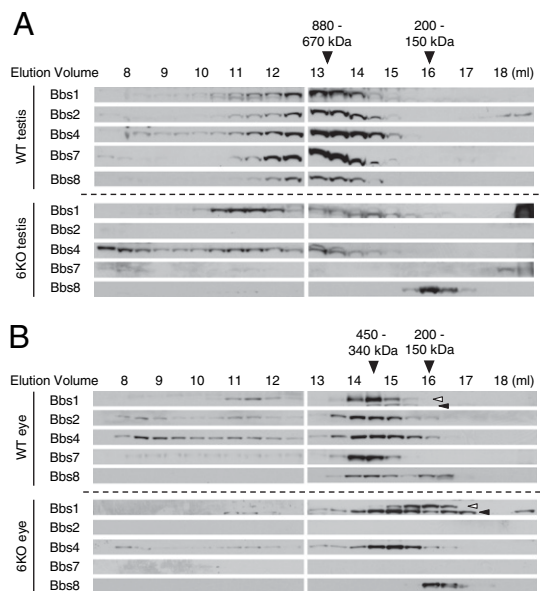 A
880 - 200 -
670 kDa 150 kDa
Elution Volume 8 9 10 11 12 13 14 15 16 17 18 (ml)
WT testis
Bbs1
Bbs2
Bbs4
Bbs7
Bbs8
6KO testis
Bbs1
Bbs2
Bbs4
Bbs7
Bbs8
B
450 - 200 -
340 kDa 150 kDa
Elution Volume 8 9 10 11 12 13 14 15 16 17 18 (ml)
WT eye
Bbs1
Bbs2
Bbs4
Bbs7
Bbs8
6KO eye
Bbs1
Bbs2
Bbs4
Bbs7
Bbs8